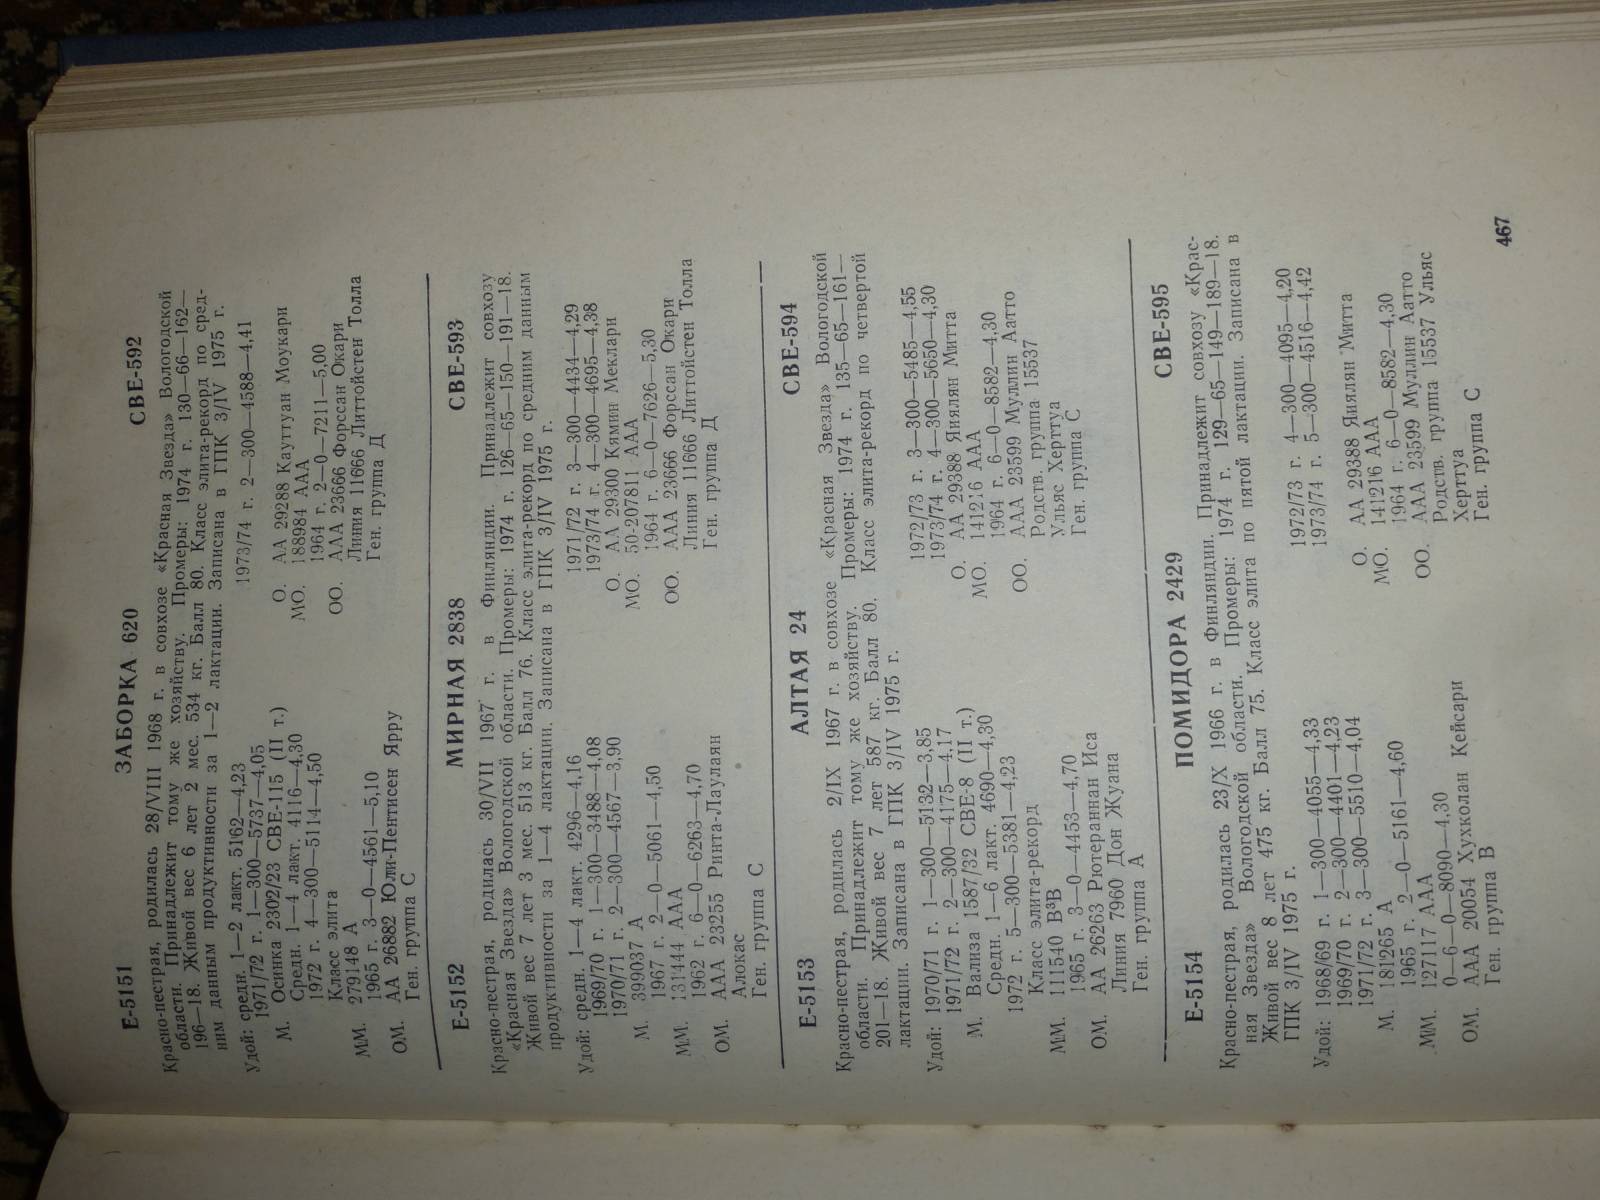 Е-5151 ЗАБОРКА 620 СВЕ-592
Красно-пестрая, родилась 28/VIII 1968 г. в совхозе «Красная Звезда» Вологодской
области. Принадлежит тому же хозяйству. Промеры: 1974 г. 130—66—162—
196—18. Живой вес 6 лет 2 мес. 534 кг. Балл 80. Класс элита-рекорд по сред-
ним данным продуктивности за 1—2 лактации. Записана в ГПК 3/IV 1975 г.
Удой: средн. 1—2 лакт. 5162—4,23
1971/72 г. 1—300—5737—4,05
1973/74 г. 2—300—4588—4,41
М. Осинка 2302/23 СВЕ-115 (II т.)
Средн. 1—4 лакт. 4116—4,30
1972 г. 4—300—5114—4,50
Класс элита
ММ. 279148 А
1965 г. 3—0—4561—5,10
ОМ. АА 26882 Юли-Пентисен Ярру
Ген. группа С
О. АА 29288 Кауттуан Моукари
МО. 188984 ААА
1964 г. 2—0—7211—5,00
ОО. ААА 23666 Форссан Окари
Линия 11666 Литтойстен Толла
Ген. группа Д
Е-5152 МИРНАЯ 2838 СВЕ-593
Красно-пестрая, родилась 30/VII 1967 г. в Финляндии. Принадлежит совхозу
«Красная Звезда» Вологодской области. Промеры: 1974 г. 126—65—150—191—18.
Живой вес 7 лет 3 мес. 513 кг. Балл 76. Класс элита-рекорд по средним данным
продуктивности за 1—4 лактации. Записана в ГПК 3/IV 1975 г.
Удой: средн. 1—4 лакт. 4296—4,16
1969/70 г. 1—300—3488—4,08
1970/71 г. 2—300—4567—3,90
1971/72 г. 3—300—4434—4,29
1973/74 г. 4—300—4695—4,38
М. 399037 А
1967 г. 2—0—5061—4,50
ММ. 131444 ААА
1962 г. 6—0—6263—4,70
ОМ. ААА 23255 Ринта-Лаулаян
Алокас
Ген. группа С
О. АА 29300 Кямин Меклари
МО. 50-207811 ААА
1964 г. 6—0—7626—5,30
ОО. ААА 23666 Форссан Окари
Линия 11666 Литтойстен Толла
Ген. группа Д
Е-5153 АЛТАЯ 24 СВЕ-594
Красно-пестрая, родилась 2/IX 1967 г. в совхозе «Красная Звезда» Вологодской
области. Принадлежит тому же хозяйству. Промеры: 1974 г. 135—65—161—
201—18. Живой вес 7 лет 587 кг. Балл 80. Класс элита-рекорд по четвертой
лактации. Записана в ГПК 3/IV 1975 г.
Удой: 1970/71 г. 1—300—5132—3,85
1971/72 г. 2—300—4175—4,17
1972/73 г. 3—300—5485—4,55
1973/74 г. 4—300—5650—4,30
М. Вализа 1587/32 СВЕ-8 (II т.)
Средн. 1—6 лакт. 4690—4,30
1972 г. 5—300—5381—4,23
Класс элита-рекорд
ММ. 111540 ВᵃВ
1965 г. 3—0—4453—4,70
ОМ. АА 26263 Рютераннан Иса
Линия 7960 Дон Жуана
Ген. группа А
О. АА 29388 Яиялян Митта
МО. 141216 ААА
1964 г. 6—0—8582—4,30
ОО. ААА 23599 Муллин Аатто
Родств. группа 15537
Ульяс Херттуа
Ген. группа С
Е-5154 ПОМИДОРА 2429 СВЕ-595
Красно-пестрая, родилась 23/X 1966 г. в Финляндии. Принадлежит совхозу «Крас-
ная Звезда» Вологодской области. Промеры: 1974 г. 129—65—149—189—18.
Живой вес 8 лет 475 кг. Балл 75. Класс элита по пятой лактации. Записана в
ГПК 3/IV 1975 г.
Удой: 1968/69 г. 1—300—4055—4,33
1969/70 г. 2—300—4401—4,23
1971/72 г. 3—300—5510—4,04
1972/73 г. 4—300—4095—4,20
1973/74 г. 5—300—4516—4,42
М. 181265 А
1965 г. 2—0—5161—4,60
ММ. 127117 ААА
0—6—0—8090—4,30
ОМ. ААА 20054 Хухколан Кейсари
Ген. группа В
О. АА 29388 Яиялян Митта
МО. 141216 ААА
1964 г. 6—0—8582—4,30
ОО. ААА 23599 Муллин Аатто
Родств. группа 15537 Ульяс
Херттуа
Ген. группа С
467